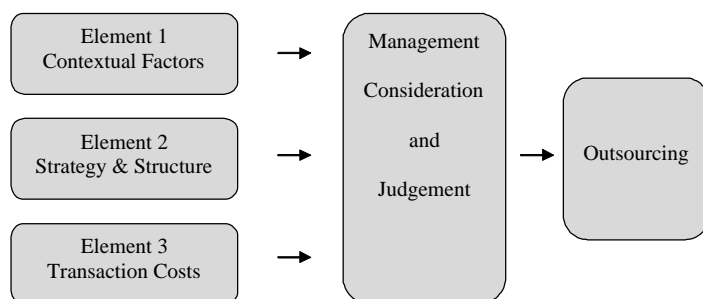 Element 1
Contextual Factors
Element 2
Strategy & Structure
Element 3
Transaction Costs
Management
Consideration
and
Judgement
Outsourcing